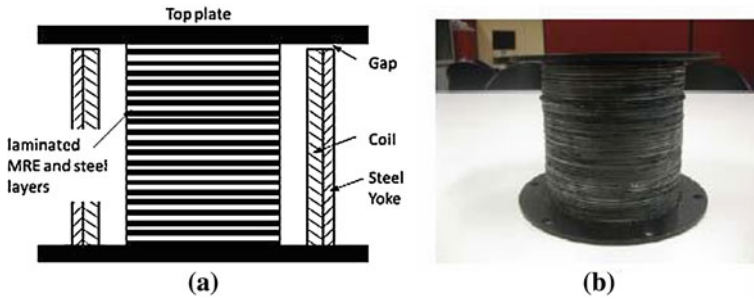 Top plate
Gap
laminated
MRE and steel
layers
Coil
Steel
Yoke
(a)
(b)